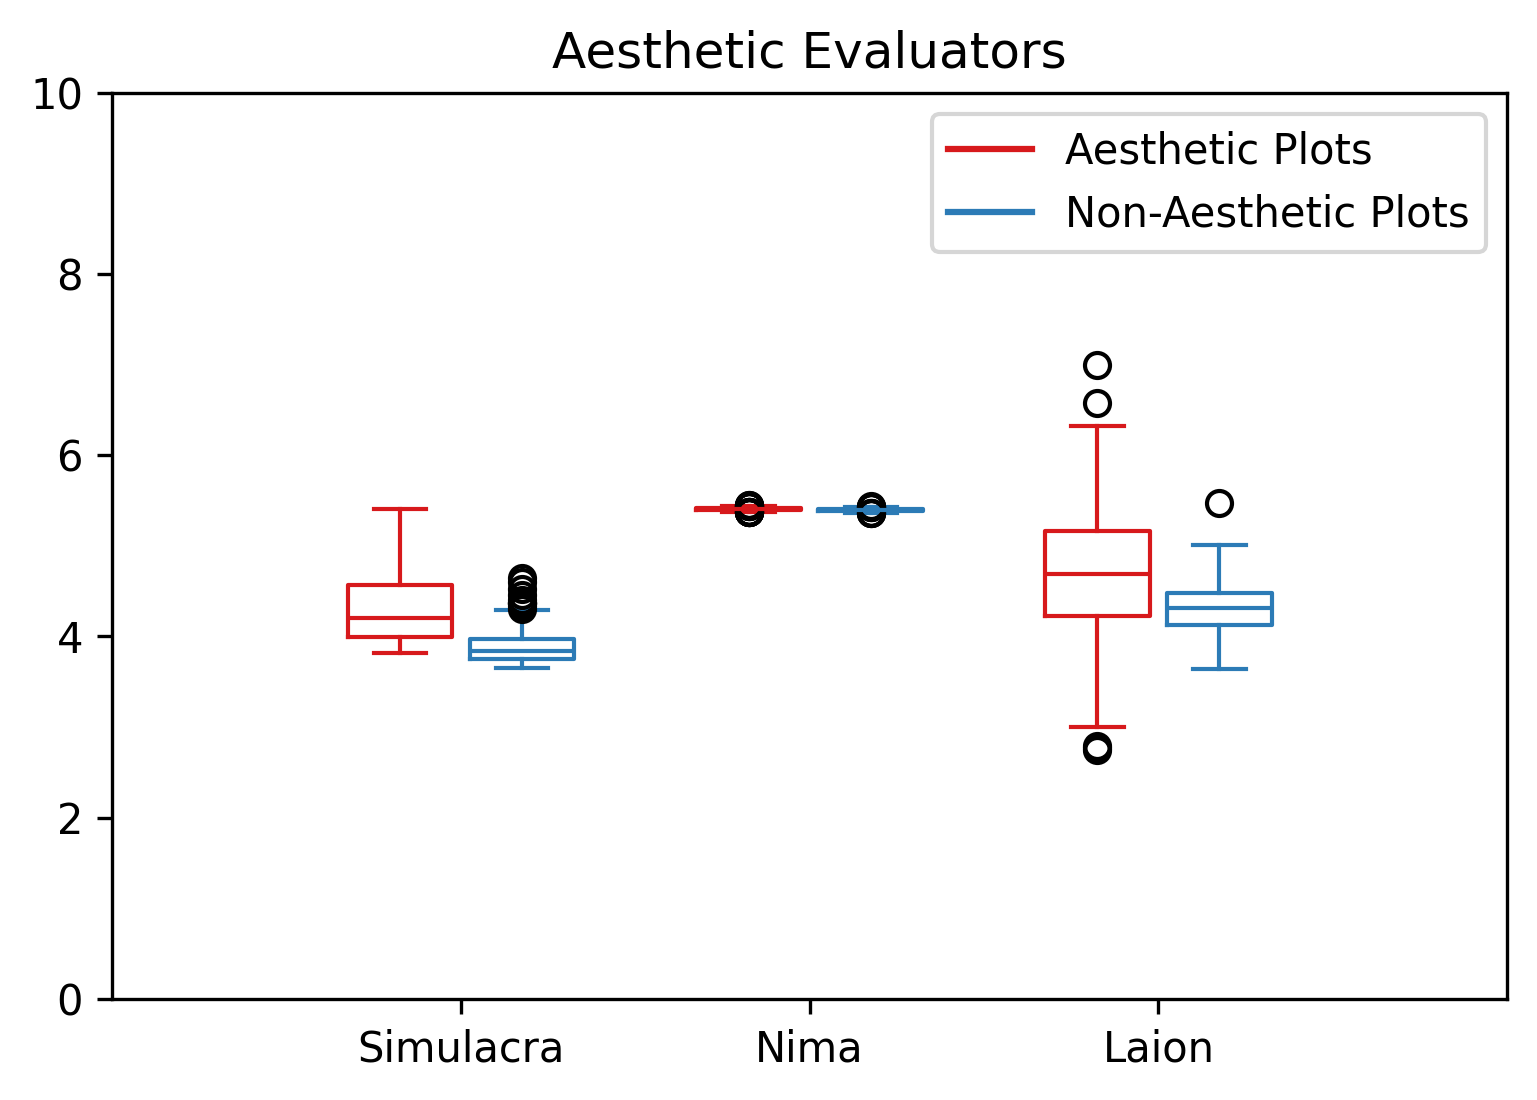 Aesthetic Evaluators
10
8
6
4
2
0
Aesthetic Plots
Non-Aesthetic Plots
Simulacra
Nima
Laion